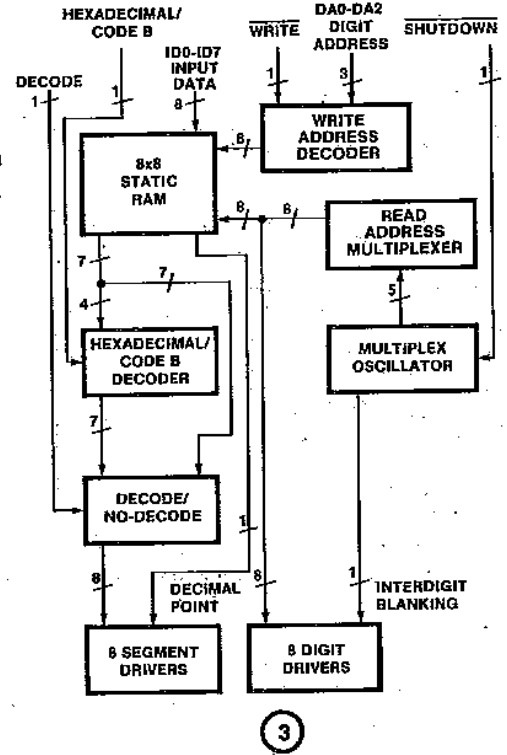 HEXADECIMAL/
CODE B
WRITE
DA0-DA2
DIGIT
ADDRESS
SHUTDOWN
DECODE
ID0-ID7
INPUT
DATA
1
1
8
1
3
1
WRITE
ADDRESS
DECODER
8
8x8
STATIC
RAM
8
8
READ
ADDRESS
MULTIPLEXER
7
7
4
5
HEXADECIMAL/
CODE B
DECODER
MULTIPLEX
OSCILLATOR
7
DECODE/
NO-DECODE
1
8
DECIMAL
POINT
8
1
INTERDIGIT
BLANKING
8 SEGMENT
DRIVERS
8 DIGIT
DRIVERS
3